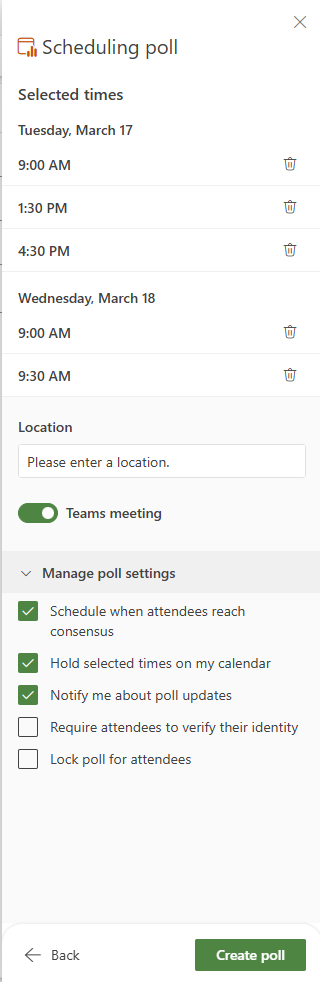 Scheduling poll
Selected times
Tuesday, March 17
9:00 AM
1:30 PM
4:30 PM
Wednesday, March 18
9:00 AM
9:30 AM
Location
Please enter a location.
Teams meeting
Manage poll settings
Schedule when attendees reach
consensus
Hold selected times on my calendar
Notify me about poll updates
Require attendees to verify their identity
Lock poll for attendees
Back
Create poll